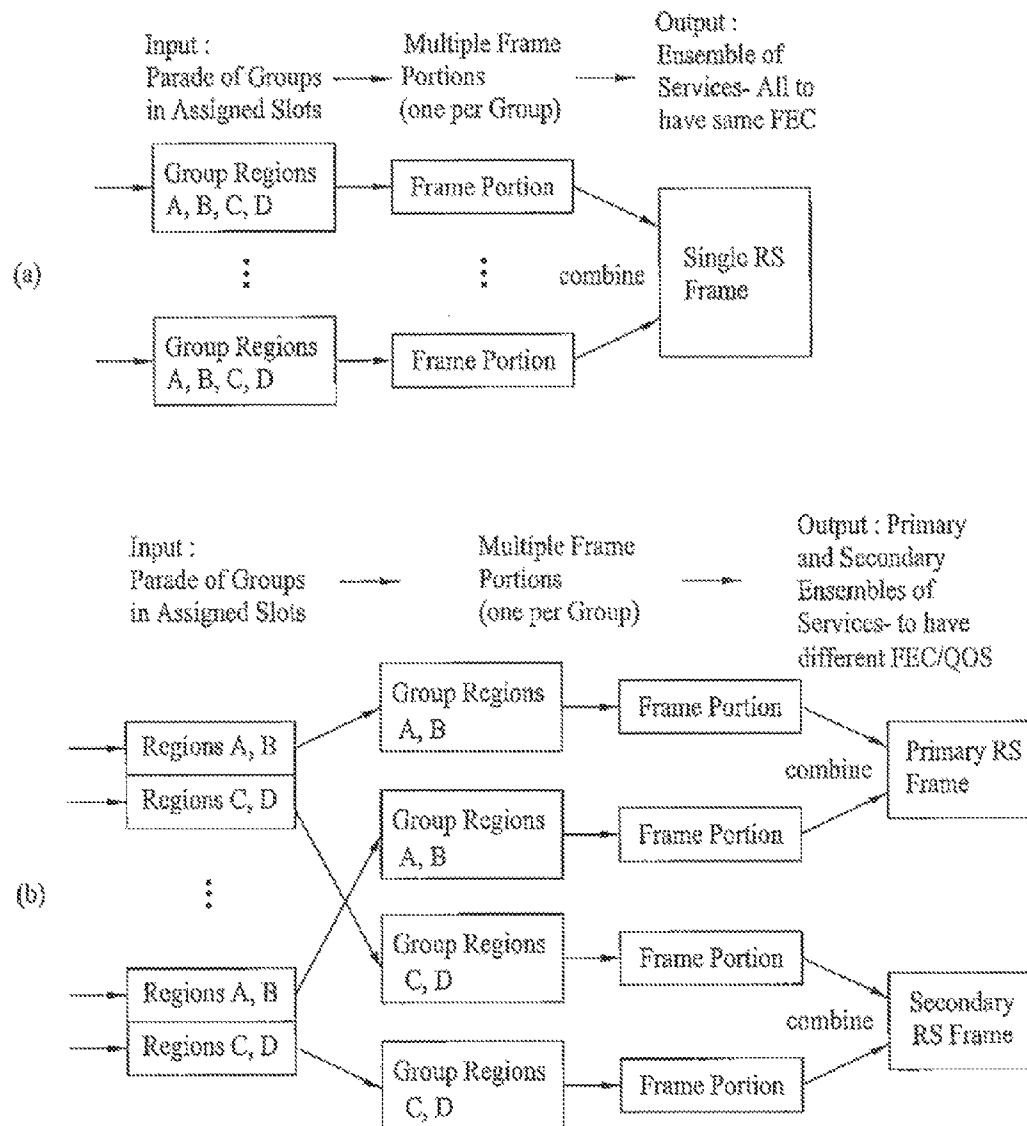 Input :
Parade of Groups
in Assigned Slots
Multiple Frame
Portions
(one per Group)
Output :
Ensemble of
Services- All to
have same FEC
(a)
Group Regions
A, B, C, D
Frame Portion
combine
Single RS
Frame
Group Regions
A, B, C, D
Frame Portion
Input :
Parade of Groups
in Assigned Slots
Multiple Frame
Portions
(one per Group)
Output : Primary
and Secondary
Ensembles of
Services- to have
different FEC/QOS
(b)
Regions A, B
Regions C, D
Group Regions
A, B
Frame Portion
combine
Primary RS
Frame
Group Regions
A, B
Frame Portion
Group Regions
C, D
Frame Portion
Regions A, B
Regions C, D
combine
Secondary
RS Frame
Group Regions
C, D
Frame Portion